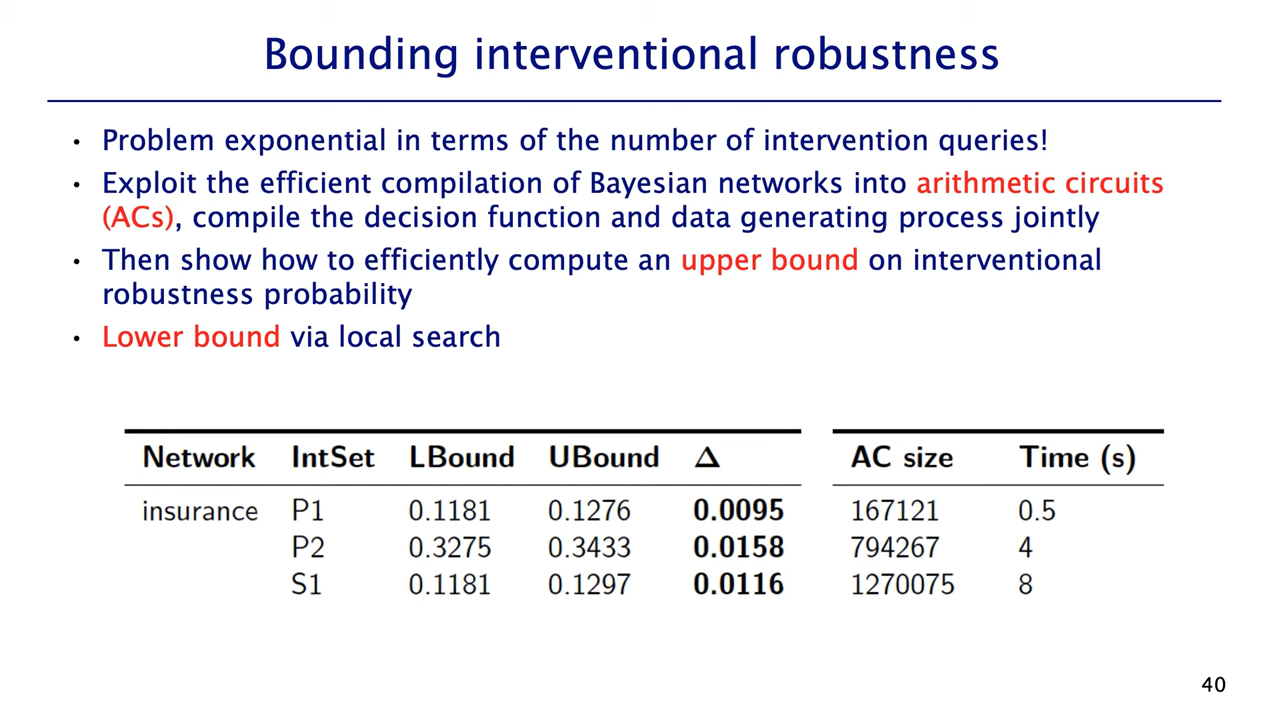 Bounding interventional robustness
• Problem exponential in terms of the number of intervention queries!
• Exploit the efficient compilation of Bayesian networks into arithmetic circuits
(ACs), compile the decision function and data generating process jointly
• Then show how to efficiently compute an upper bound on interventional
robustness probability
• Lower bound via local search
Network IntSet LBound UBound Δ AC size Time (s)
insurance P1 0.1181 0.1276 0.0095 167121 0.5
P2 0.3275 0.3433 0.0158 794267 4
S1 0.1181 0.1297 0.0116 1270075 8
40